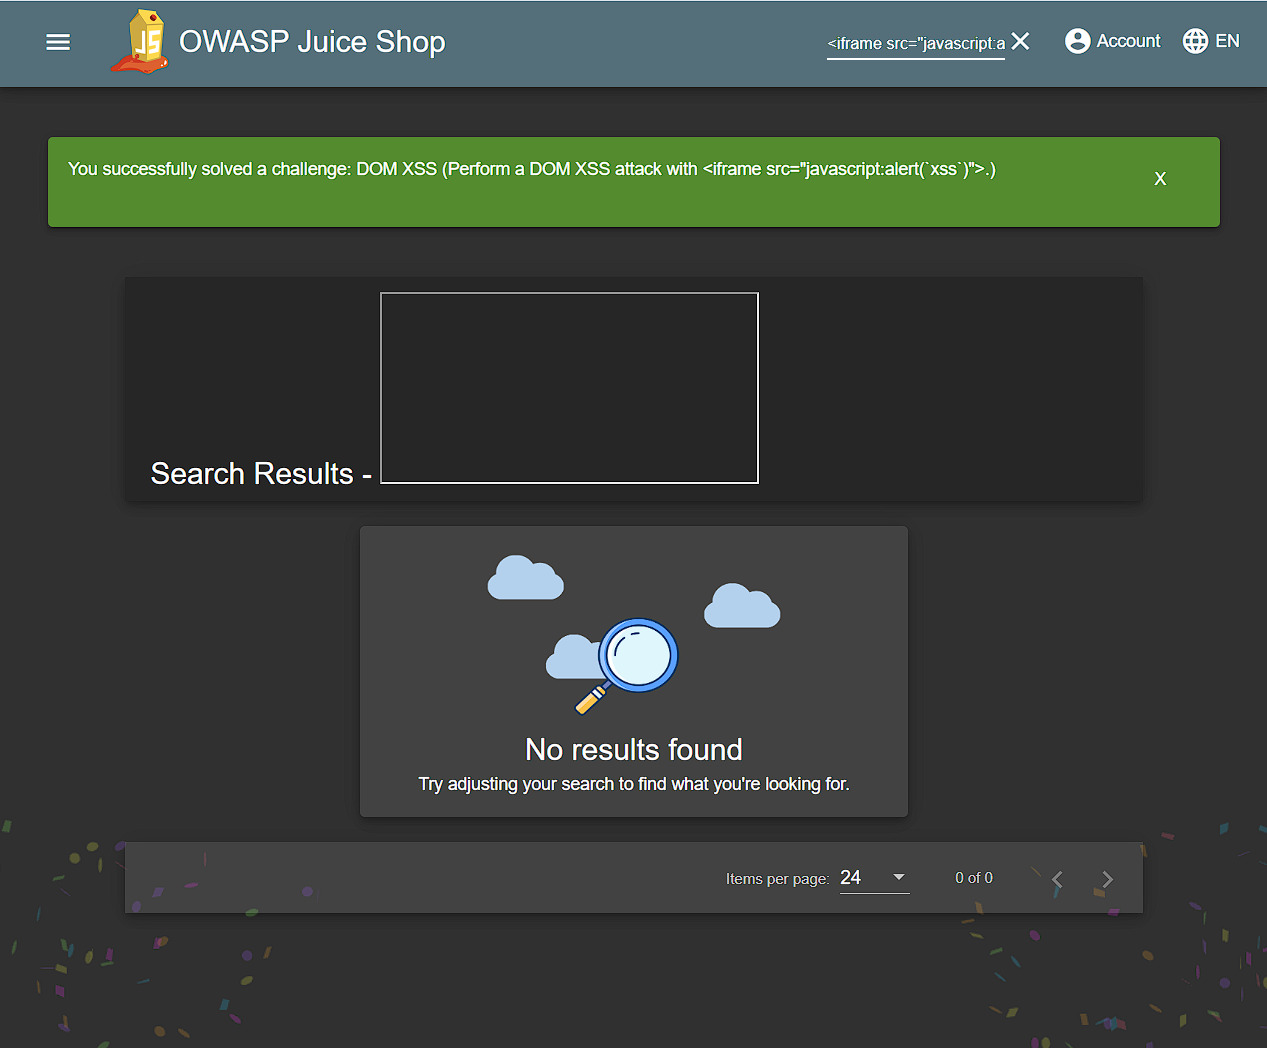 JS
OWASP Juice Shop
<iframe src="javascript:a
Account
EN
You successfully solved a challenge: DOM XSS (Perform a DOM XSS attack with <iframe src="javascript:alert(`xss`)">.)
X
Search Results -
No results found
Try adjusting your search to find what you're looking for.
Items per page: 24
0 of 0